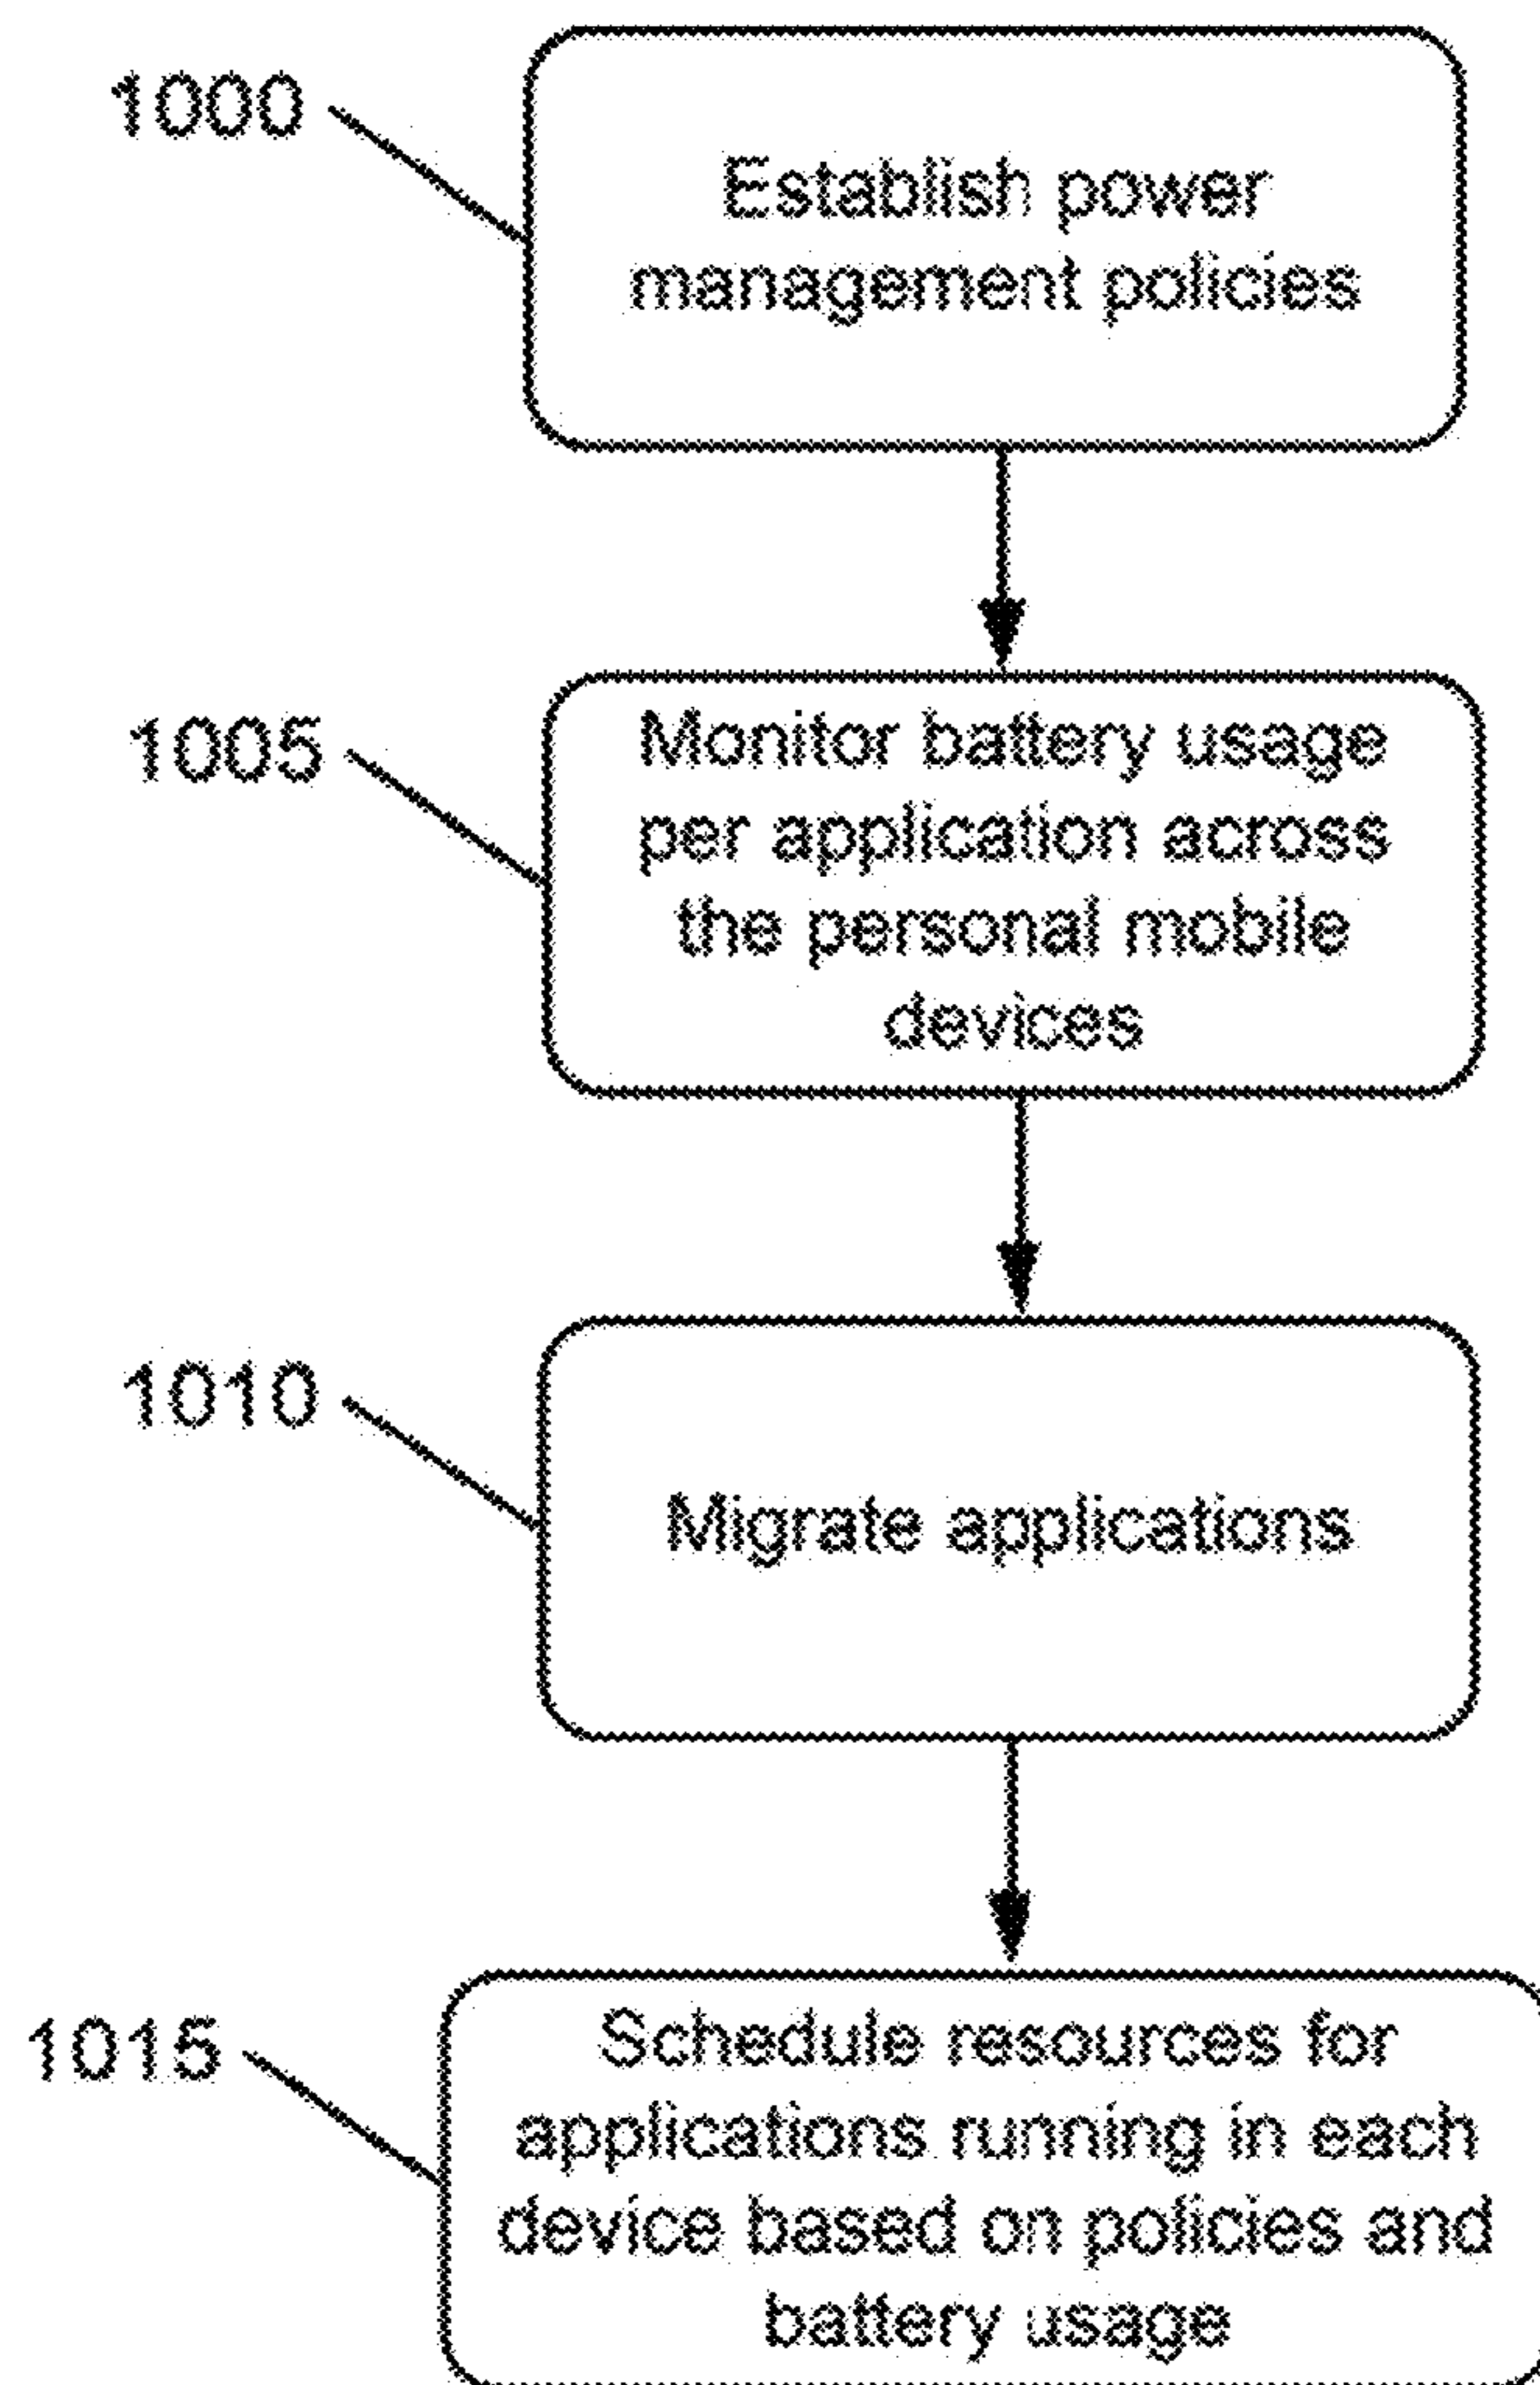 1000
Establish power
management policies
1005
Monitor battery usage
per application across
the personal mobile
devices
1010
Migrate applications
1015
Schedule resources for
applications running in each
device based on policies and
battery usage